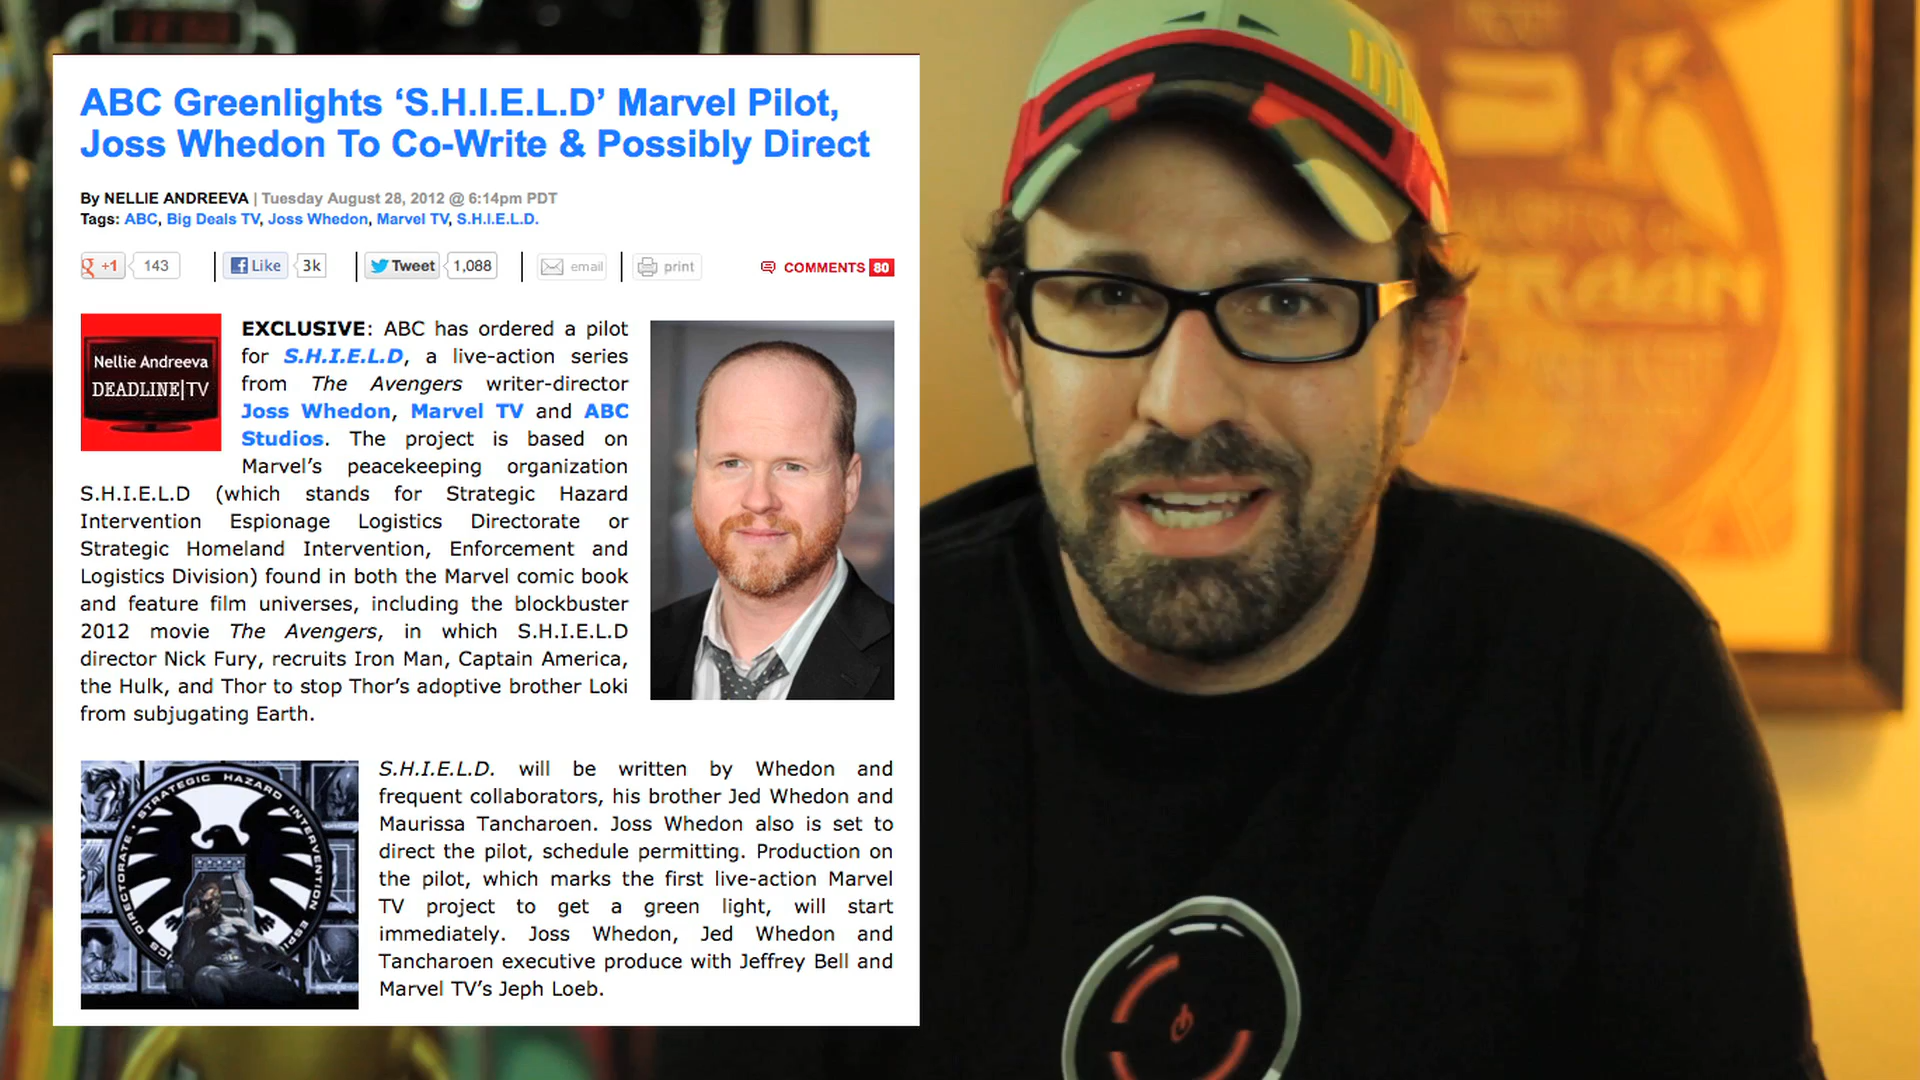 ABC Greenlights ‘S.H.I.E.L.D’ Marvel Pilot,
Joss Whedon To Co-Write & Possibly Direct
By NELLIE ANDREEVA | Tuesday August 28, 2012 @ 6:14pm PDT
Tags: ABC, Big Deals TV, Joss Whedon, Marvel TV, S.H.I.E.L.D.
+1 143 Like 3k Tweet 1,088 email print COMMENTS 80
Nellie Andreeva
DEADLINE|TV
EXCLUSIVE: ABC has ordered a pilot
for S.H.I.E.L.D, a live-action series
from The Avengers writer-director
Joss Whedon, Marvel TV and ABC
Studios. The project is based on
Marvel’s peacekeeping organization
S.H.I.E.L.D (which stands for Strategic Hazard
Intervention Espionage Logistics Directorate or
Strategic Homeland Intervention, Enforcement and
Logistics Division) found in both the Marvel comic book
and feature film universes, including the blockbuster
2012 movie The Avengers, in which S.H.I.E.L.D
director Nick Fury, recruits Iron Man, Captain America,
the Hulk, and Thor to stop Thor’s adoptive brother Loki
from subjugating Earth.
STRATEGIC HAZARD INTERVENTION ESPI
ICS DIRECTORATE
S.H.I.E.L.D. will be written by Whedon and
frequent collaborators, his brother Jed Whedon and
Maurissa Tancharoen. Joss Whedon also is set to
direct the pilot, schedule permitting. Production on
the pilot, which marks the first live-action Marvel
TV project to get a green light, will start
immediately. Joss Whedon, Jed Whedon and
Tancharoen executive produce with Jeffrey Bell and
Marvel TV’s Jeph Loeb.